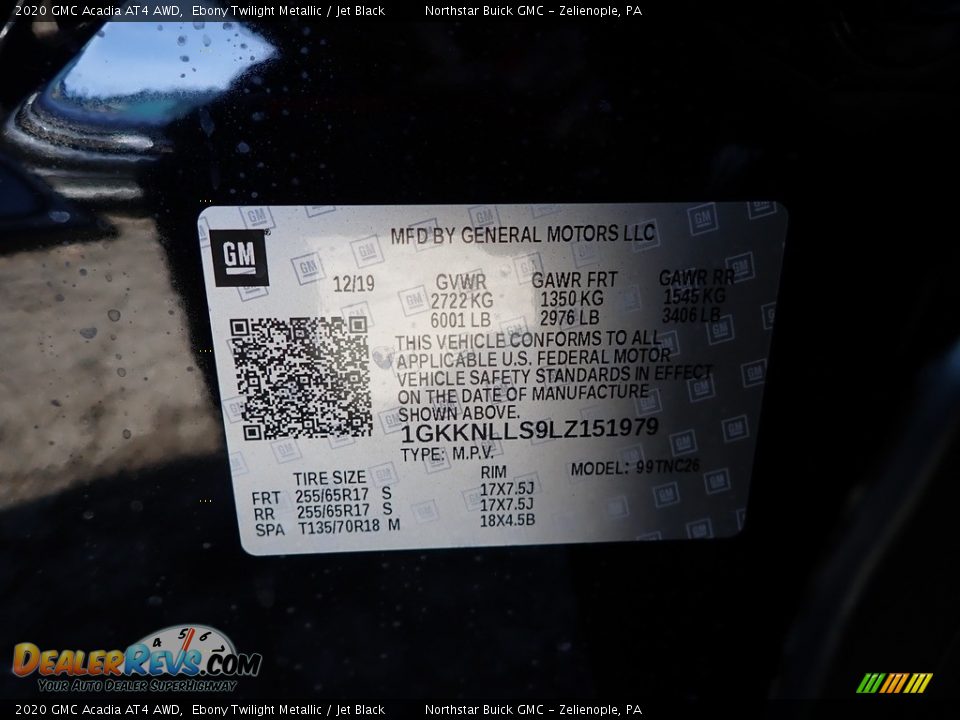 2020 GMC Acadia AT4 AWD, Ebony Twilight Metallic / Jet Black Northstar Buick GMC - Zelienople, PA
GM
MFD BY GENERAL MOTORS LLC
12/19 GVWR GAWR FRT GAWR RR
2722 KG 1350 KG 1545 KG
6001 LB 2976 LB 3406 LB
THIS VEHICLE CONFORMS TO ALL
APPLICABLE U.S. FEDERAL MOTOR
VEHICLE SAFETY STANDARDS IN EFFECT
ON THE DATE OF MANUFACTURE
SHOWN ABOVE.
1GKKNLLS9LZ151979
TYPE: M.P.V.
TIRE SIZE RIM MODEL: 99TNC26
FRT 255/65R17 S 17X7.5J
RR 255/65R17 S 17X7.5J
SPA T135/70R18 M 18X4.5B
4 5 6
DEALERREVS.COM
YOUR AUTO DEALER SUPERHIGHWAY
2020 GMC Acadia AT4 AWD, Ebony Twilight Metallic / Jet Black Northstar Buick GMC - Zelienople, PA